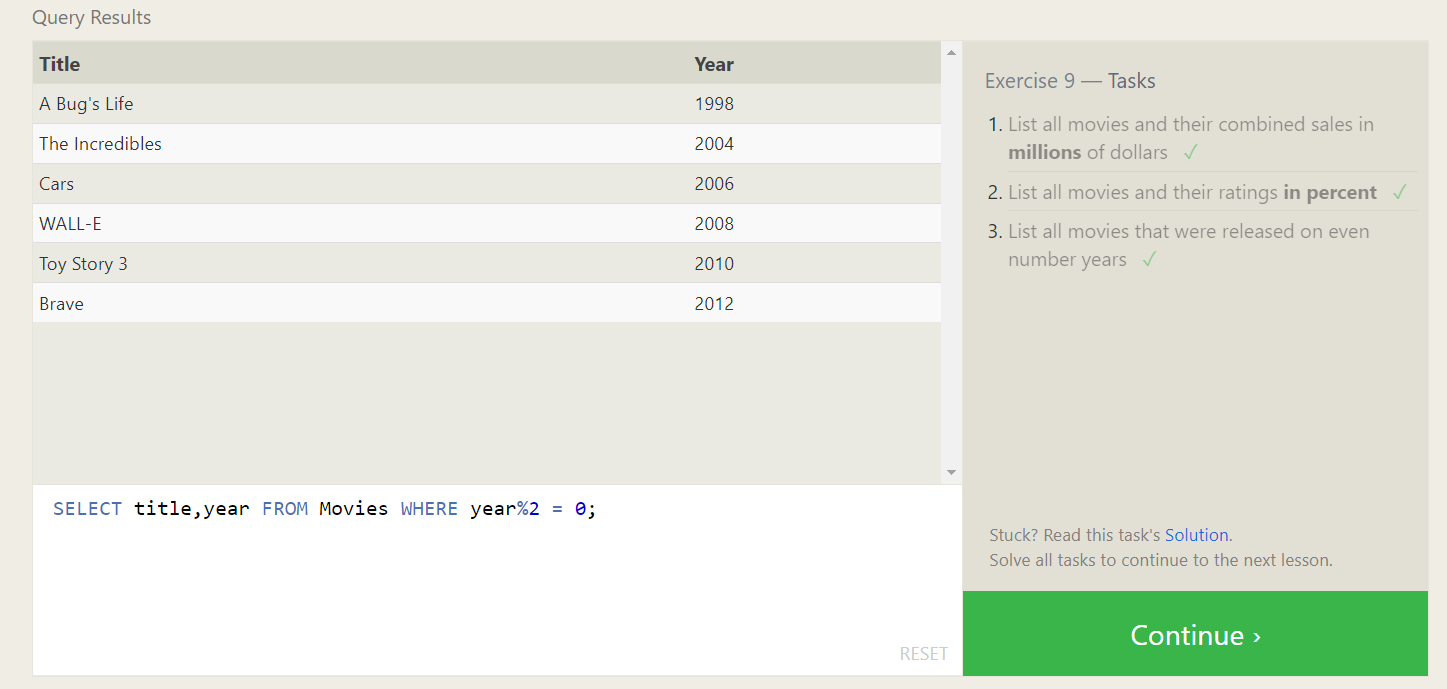 Query Results
Title Year
A Bug's Life 1998
The Incredibles 2004
Cars 2006
WALL-E 2008
Toy Story 3 2010
Brave 2012
SELECT title,year FROM Movies WHERE year%2 = 0;
RESET
Exercise 9 — Tasks
1. List all movies and their combined sales in
millions of dollars ✓
2. List all movies and their ratings in percent ✓
3. List all movies that were released on even
number years ✓
Stuck? Read this task's Solution.
Solve all tasks to continue to the next lesson.
Continue ›